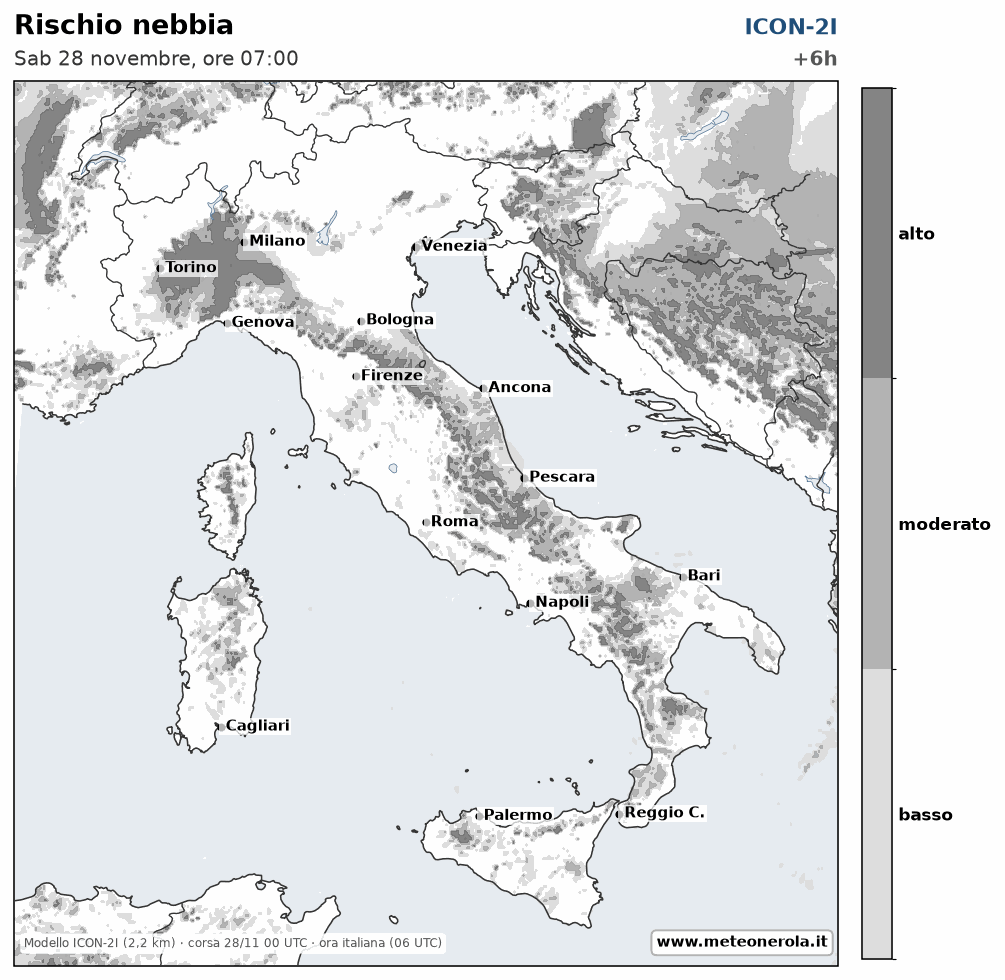 Rischio nebbia
ICON-2I
Sab 28 novembre, ore 07:00
+6h
alto
Milano
Venezia
Torino
Genova
Bologna
Firenze
Ancona
Pescara
moderato
Roma
Bari
Napoli
Cagliari
Palermo
Reggio C.
basso
Modello ICON-2I (2,2 km) · corsa 28/11 00 UTC · ora italiana (06 UTC)
www.meteonerola.it